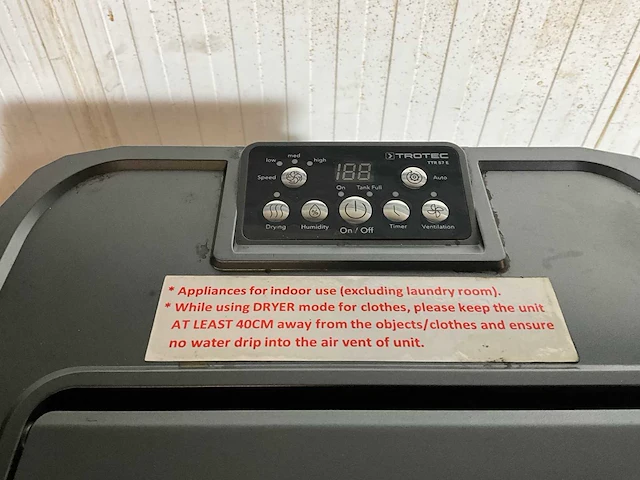 TROTEC
TTR 57 E
low med high
Speed
188
Auto
On Tank Full
Drying Humidity On / Off Timer Ventilation
* Appliances for indoor use (excluding laundry room).
* While using DRYER mode for clothes, please keep the unit
AT LEAST 40CM away from the objects/clothes and ensure
no water drip into the air vent of unit.